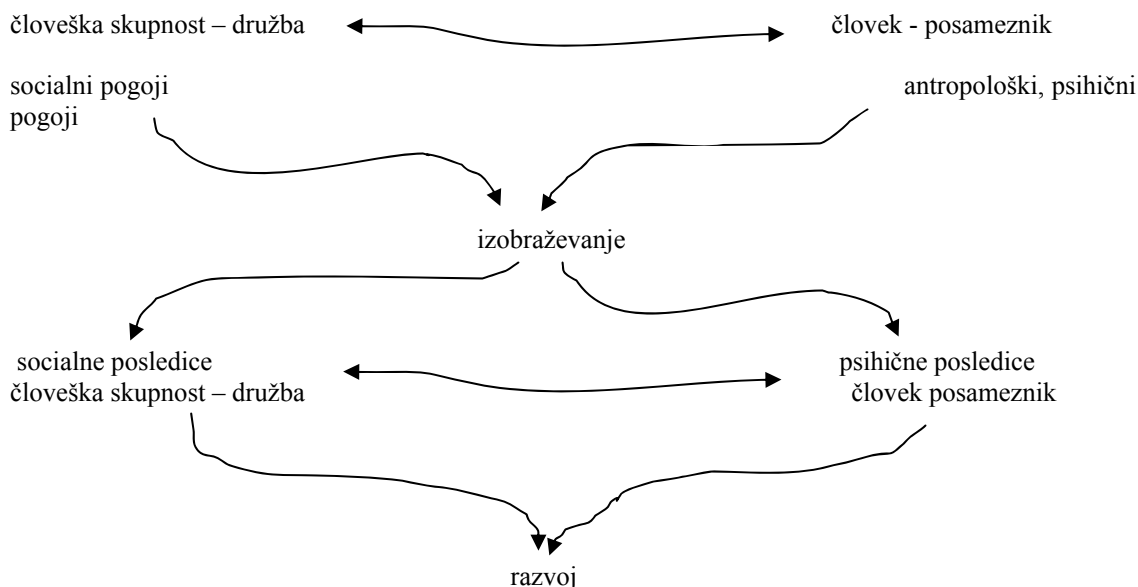 človeška skupnost – družba človek - posameznik
socialni pogoji antropološki, psihični
pogoji
izobraževanje
socialne posledice psihične posledice
človeška skupnost – družba človek posameznik
razvoj